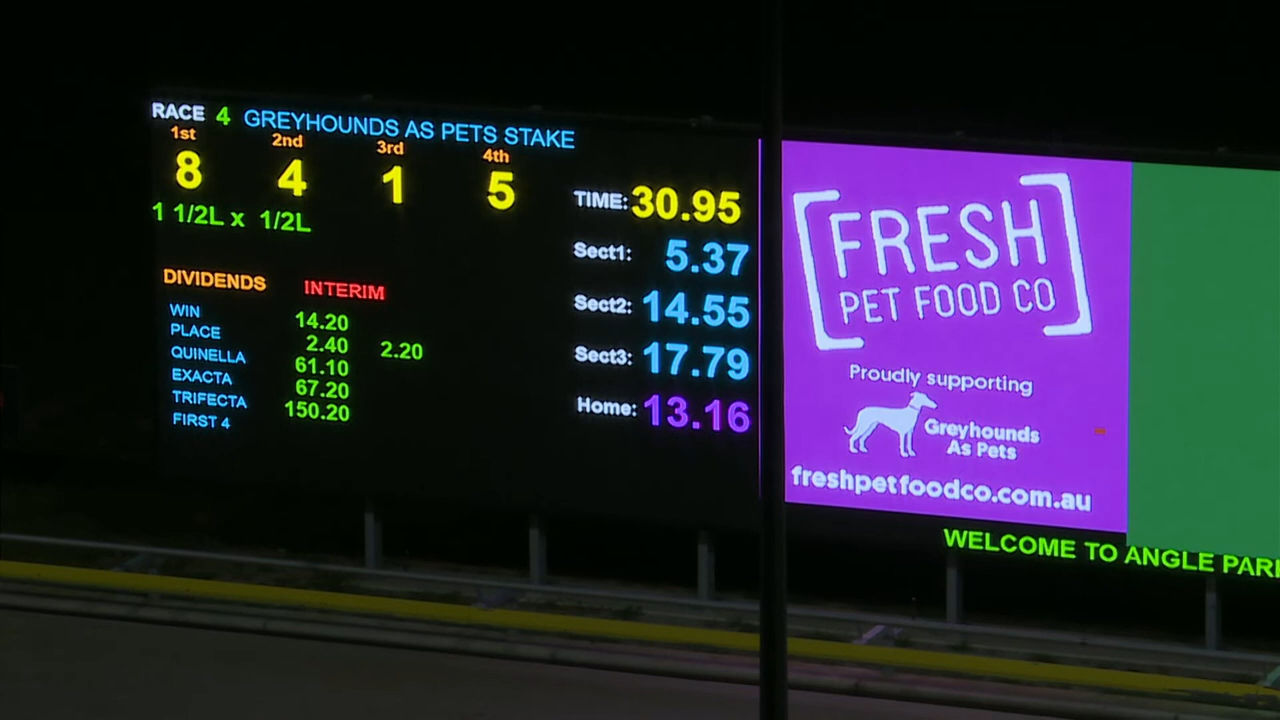 RACE 4 GREYHOUNDS AS PETS STAKE
1st 2nd 3rd 4th
8 4 1 5
1 1/2L x 1/2L
TIME: 30.95
Sect1: 5.37
Sect2: 14.55
Sect3: 17.79
Home: 13.16
DIVIDENDS INTERIM
WIN 14.20
PLACE 2.40 2.20
QUINELLA 61.10
EXACTA 67.20
TRIFECTA 150.20
FIRST 4
[FRESH
PET FOOD CO]
Proudly supporting
Greyhounds
As Pets
freshpetfoodco.com.au
WELCOME TO ANGLE PARK